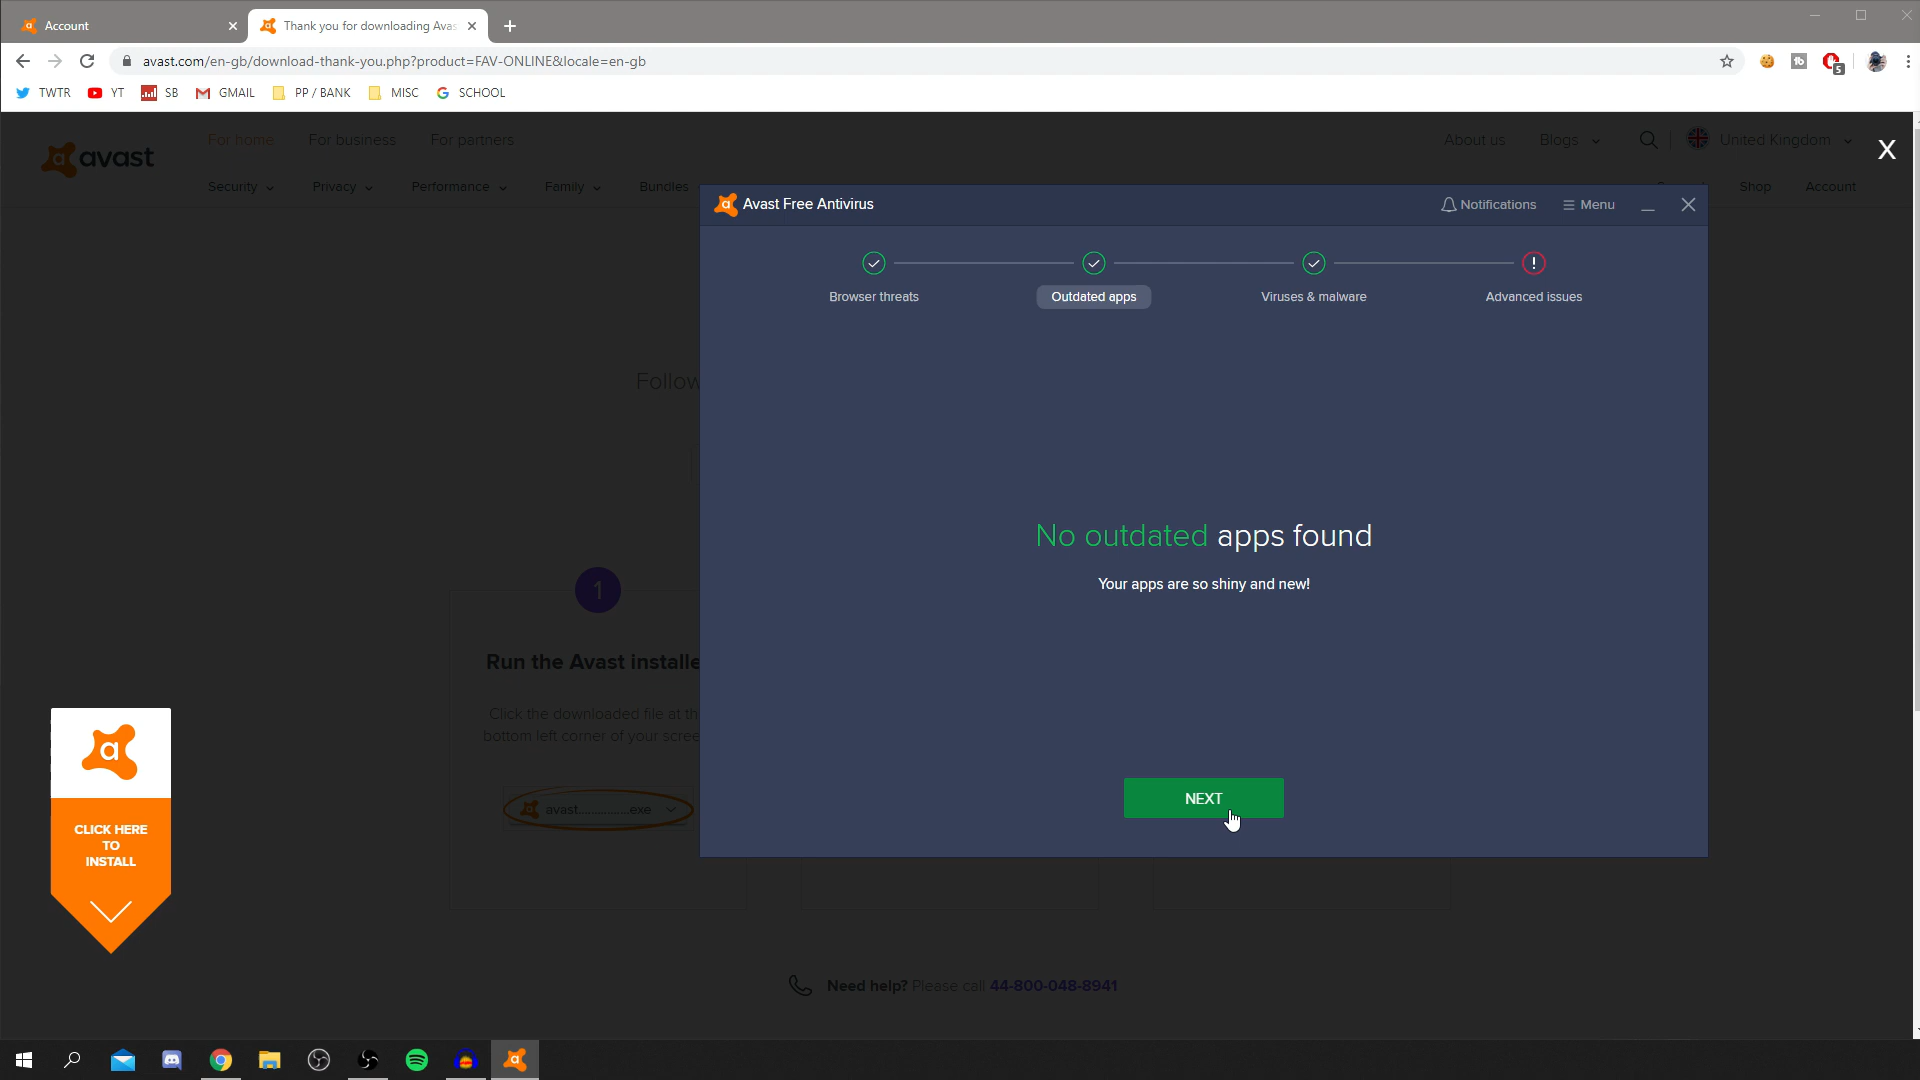 Account
Thank you for downloading Avas
avast.com/en-gb/download-thank-you.php?product=FAV-ONLINE&locale=en-gb
5
TWTR
YT
SB
GMAIL
PP / BANK
MISC
SCHOOL
avast
For home
For business
For partners
About us
Blogs
United Kingdom
X
Security
Privacy
Performance
Family
Bundles
Shop
Account
Avast Free Antivirus
Notifications
Menu
Browser threats
Outdated apps
Viruses & malware
Advanced issues
Follow
No outdated apps found
Your apps are so shiny and new!
1
Run the Avast installe
Click the downloaded file at th
bottom left corner of your scree
avast...............exe
NEXT
CLICK HERE
TO
INSTALL
Need help? Please call 44-800-048-8941